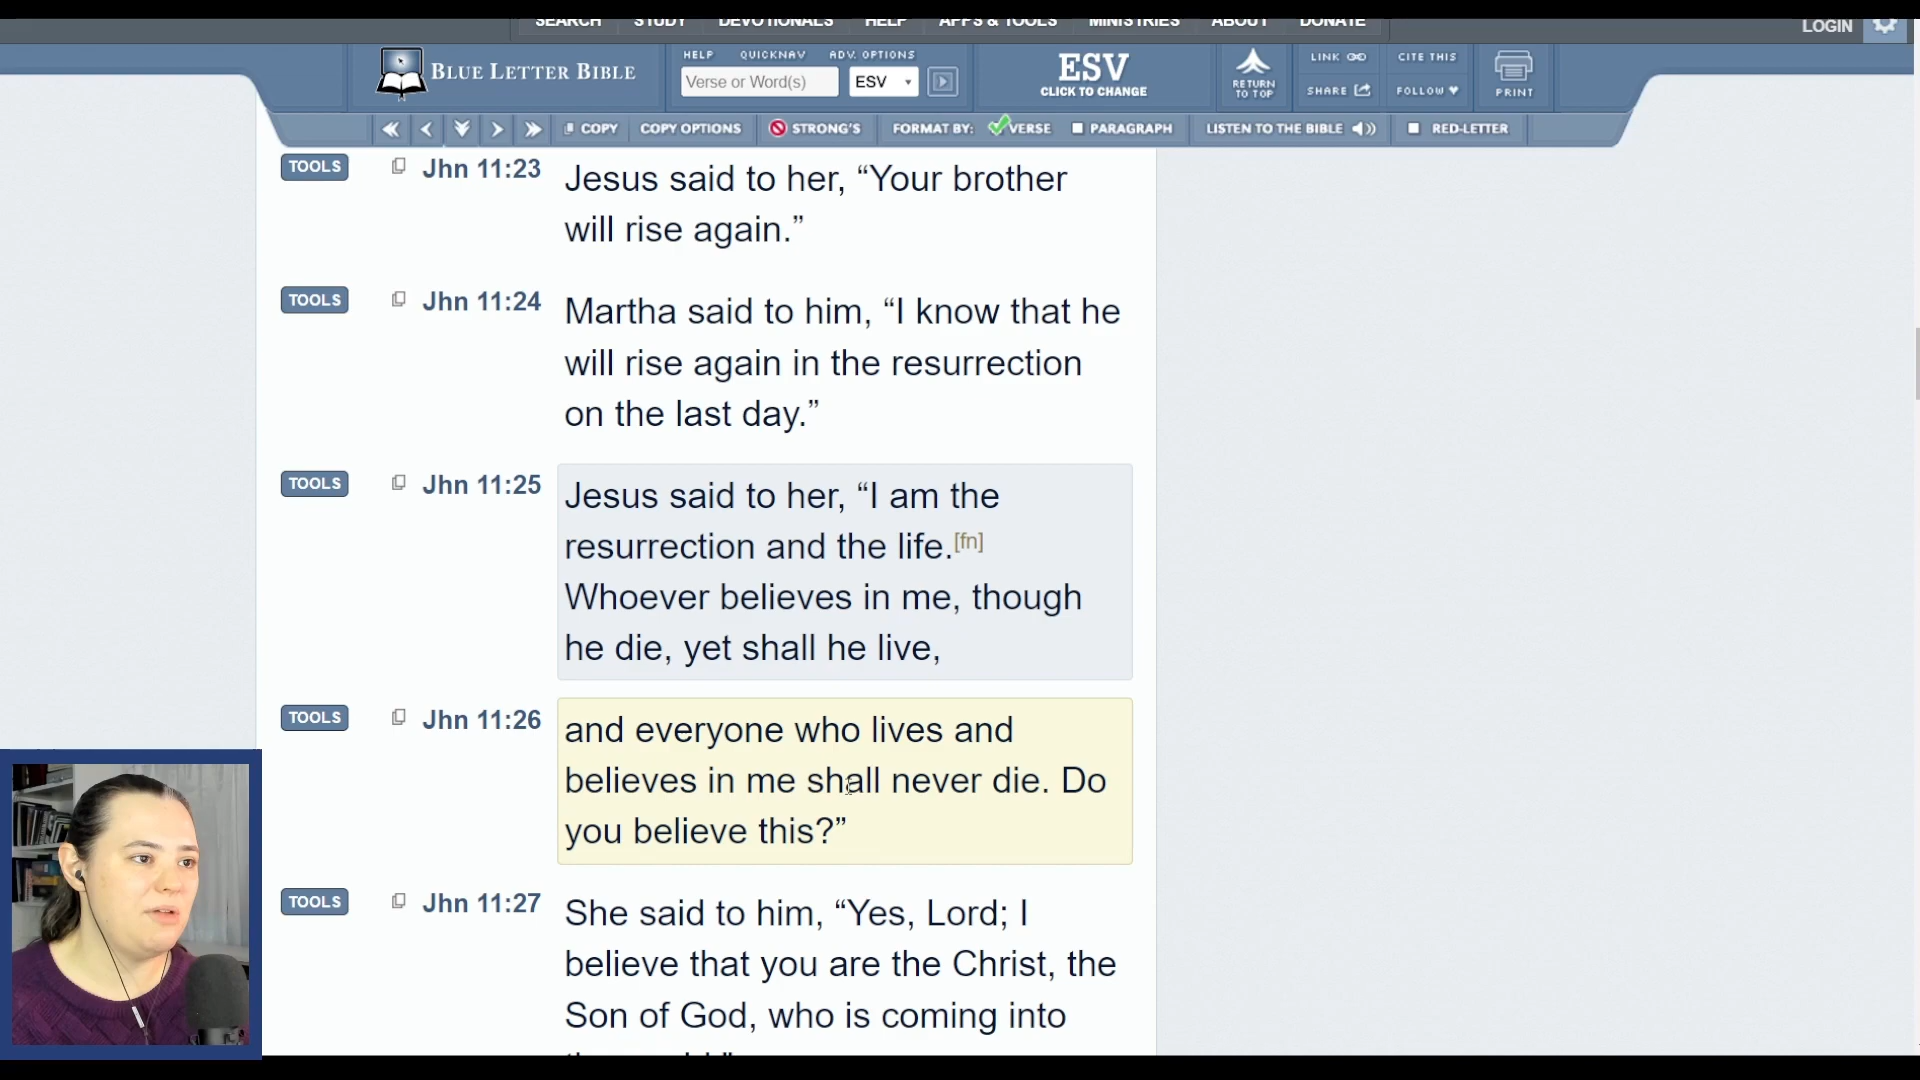 SEARCH STUDY DEVOTIONALS HELP APPS & TOOLS MINISTRIES ABOUT DONATE
LOGIN
BLUE LETTER BIBLE
HELP QUICKNAV ADV. OPTIONS
Verse or Word(s) ESV
ESV
CLICK TO CHANGE
RETURN
TO TOP
LINK CITE THIS
SHARE FOLLOW
PRINT
COPY COPY OPTIONS STRONG'S FORMAT BY: VERSE PARAGRAPH LISTEN TO THE BIBLE RED-LETTER
TOOLS Jhn 11:23 Jesus said to her, “Your brother
will rise again.”
TOOLS Jhn 11:24 Martha said to him, “I know that he
will rise again in the resurrection
on the last day.”
TOOLS Jhn 11:25 Jesus said to her, “I am the
resurrection and the life.[fn]
Whoever believes in me, though
he die, yet shall he live,
TOOLS Jhn 11:26 and everyone who lives and
believes in me shall never die. Do
you believe this?”
TOOLS Jhn 11:27 She said to him, “Yes, Lord; I
believe that you are the Christ, the
Son of God, who is coming into